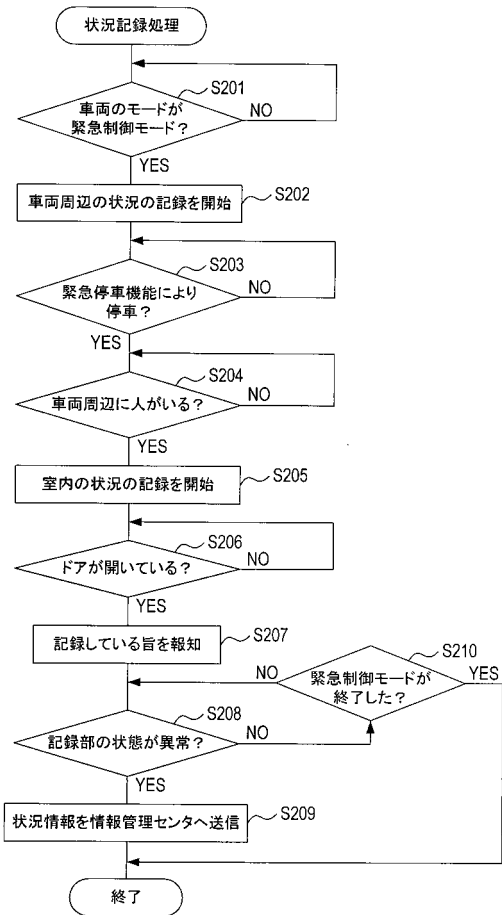 状況記録処理
S201
車両のモードが
緊急制御モード？
NO
YES
S202
車両周辺の状況の記録を開始
S203
緊急停車機能により
停車？
NO
YES
S204
車両周辺に人がいる？
NO
YES
S205
室内の状況の記録を開始
S206
ドアが開いている？
NO
YES
S207
記録している旨を報知
S210
緊急制御モードが
終了した？
NO
YES
S208
記録部の状態が異常？
NO
YES
S209
状況情報を情報管理センタへ送信
終了